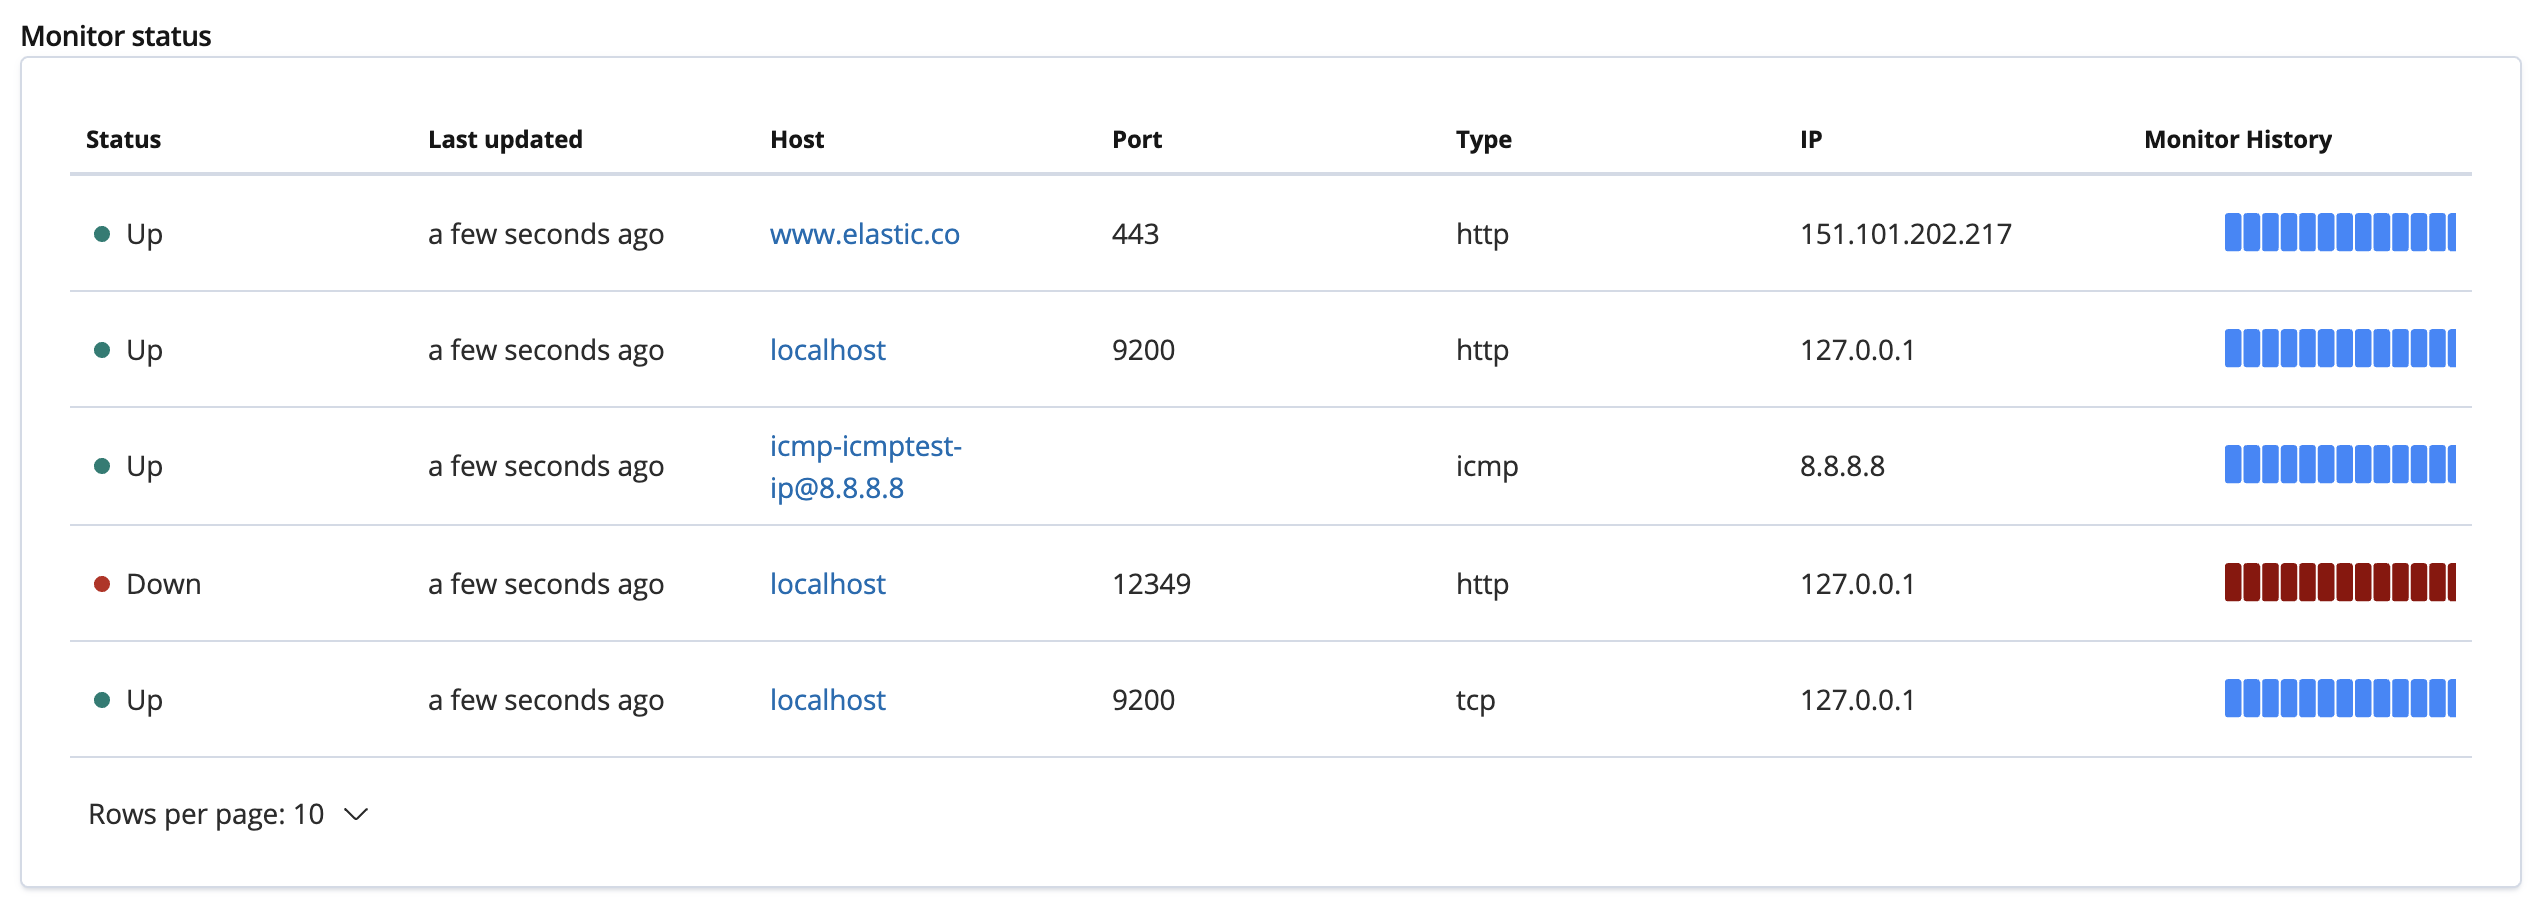 Monitor status
Status Last updated Host Port Type IP Monitor History
Up a few seconds ago www.elastic.co 443 http 151.101.202.217
Up a few seconds ago localhost 9200 http 127.0.0.1
Up a few seconds ago icmp-icmptest-
ip@8.8.8.8 icmp 8.8.8.8
Down a few seconds ago localhost 12349 http 127.0.0.1
Up a few seconds ago localhost 9200 tcp 127.0.0.1
Rows per page: 10